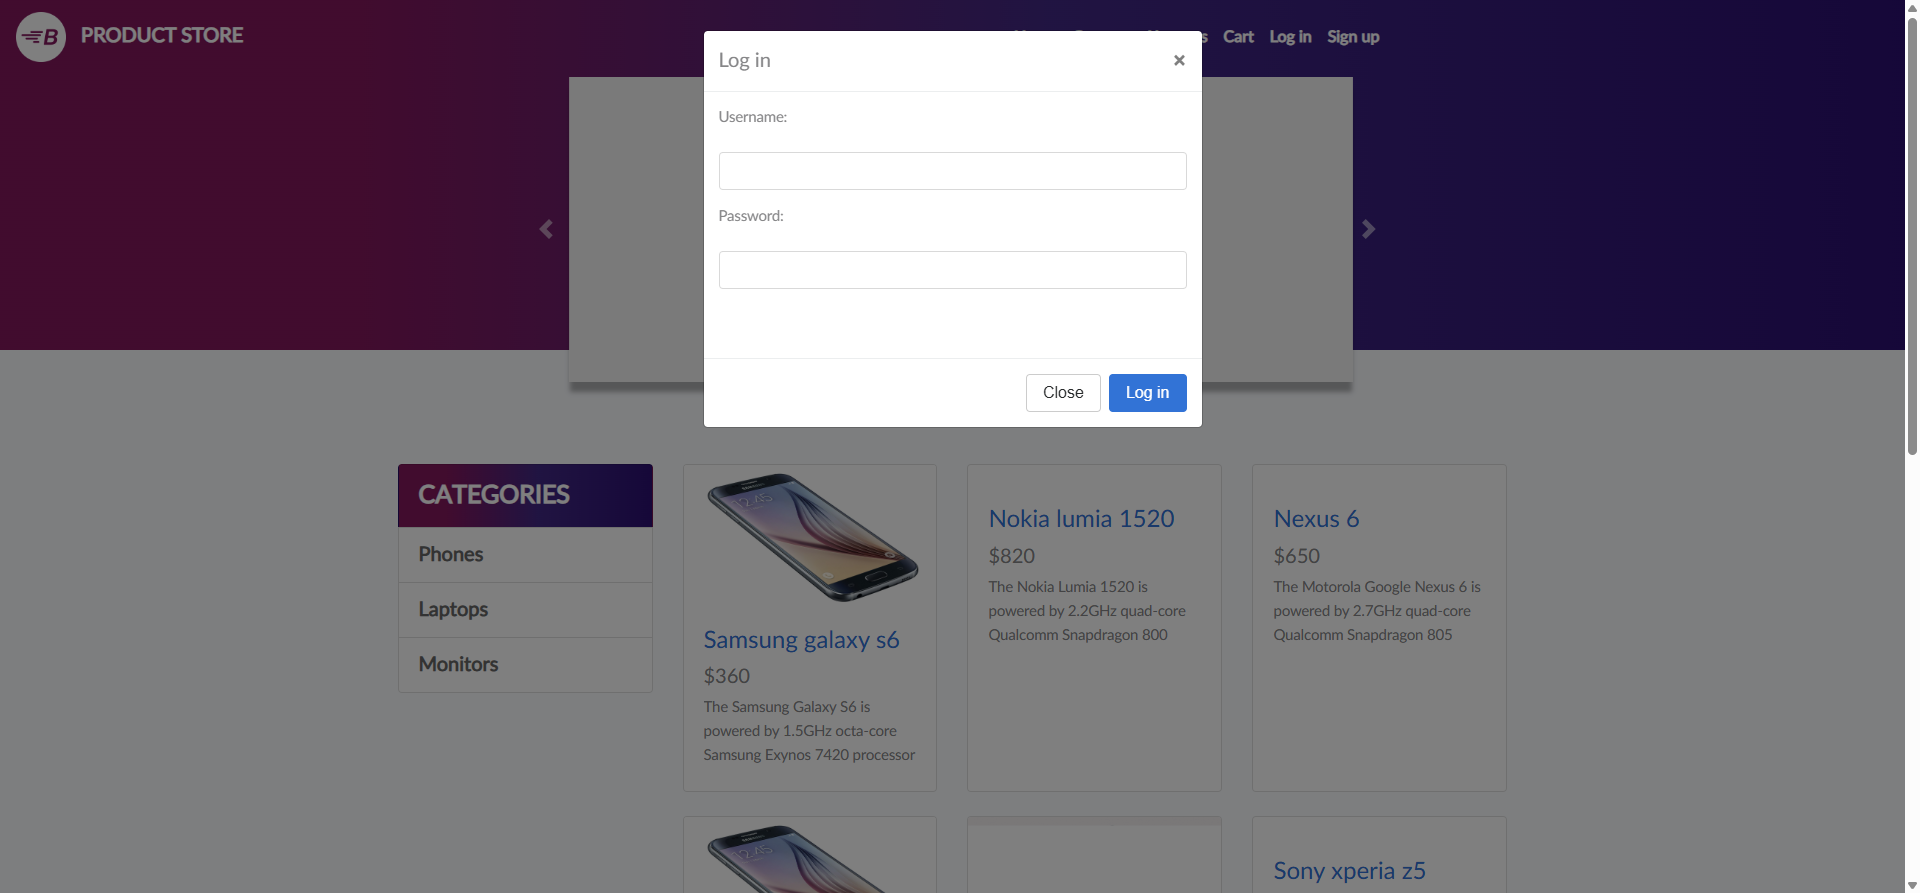 B PRODUCT STORE
s Cart Log in Sign up
Log in ×
Username:
Password:
Close Log in
CATEGORIES
Phones
Laptops
Monitors
12:45
Samsung galaxy s6
$360
The Samsung Galaxy S6 is
powered by 1.5GHz octa-core
Samsung Exynos 7420 processor
Nokia lumia 1520
$820
The Nokia Lumia 1520 is
powered by 2.2GHz quad-core
Qualcomm Snapdragon 800
Nexus 6
$650
The Motorola Google Nexus 6 is
powered by 2.7GHz quad-core
Qualcomm Snapdragon 805
12:45
Sony xperia z5